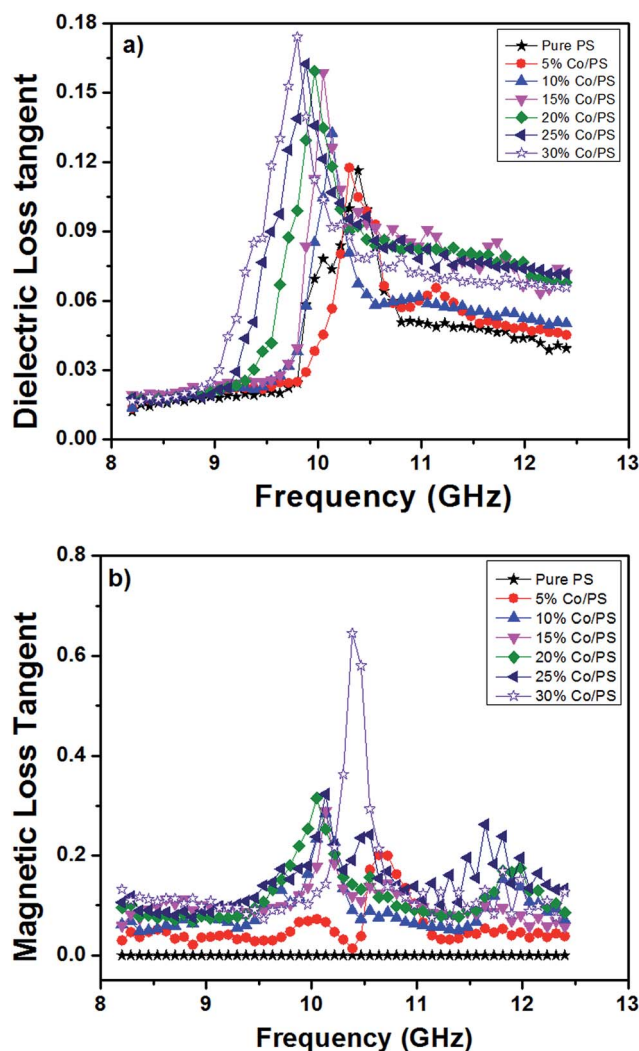 a)
Pure PS
5% Co/PS
10% Co/PS
15% Co/PS
20% Co/PS
25% Co/PS
30% Co/PS
Dielectric Loss tangent
0.18
0.15
0.12
0.09
0.06
0.03
0.00
8 9 10 11 12 13
Frequency (GHz)
b)
Pure PS
5% Co/PS
10% Co/PS
15% Co/PS
20% Co/PS
25% Co/PS
30% Co/PS
Magnetic Loss Tangent
0.8
0.6
0.4
0.2
0.0
8 9 10 11 12 13
Frequency (GHz)